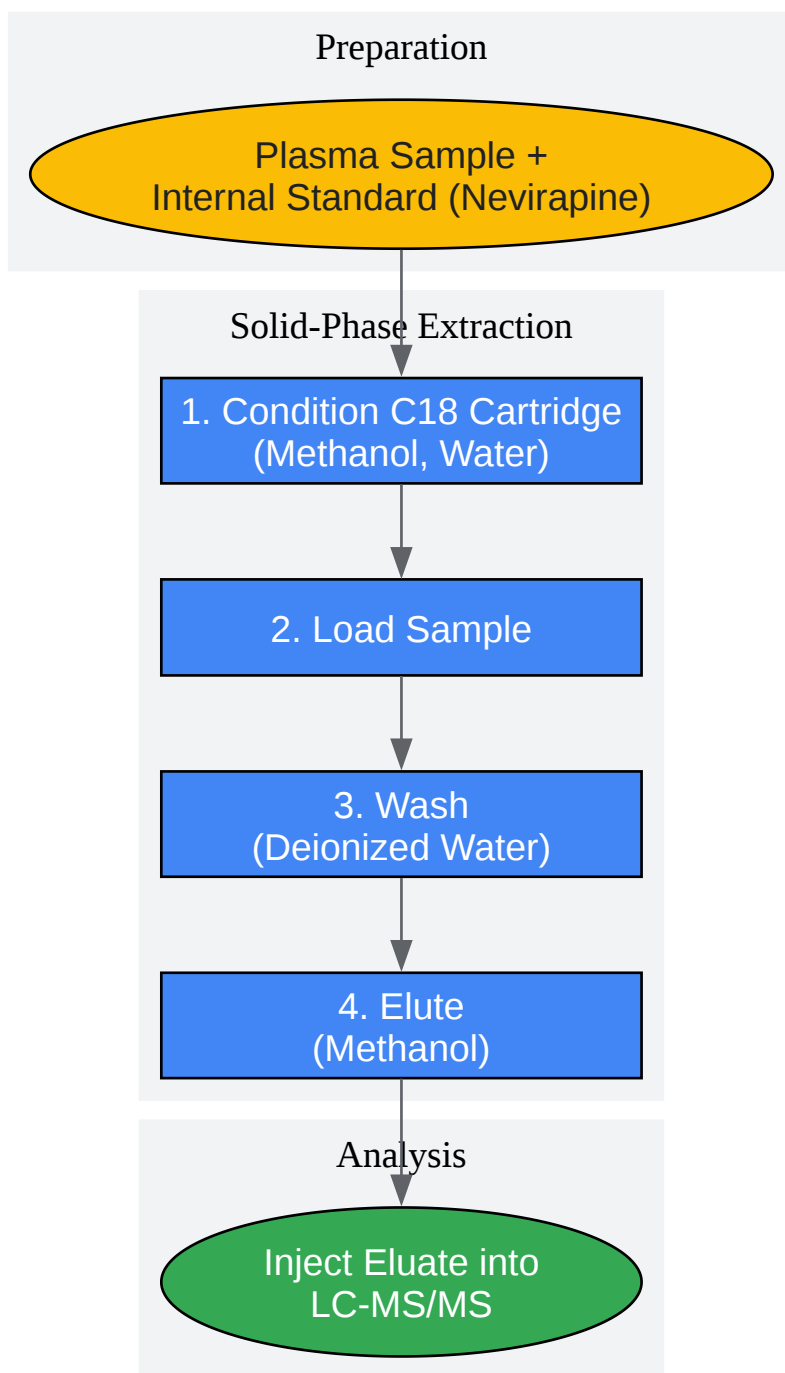 Preparation
Plasma Sample +
Internal Standard (Nevirapine)
Solid-Phase Extraction
1. Condition C18 Cartridge
(Methanol, Water)
2. Load Sample
3. Wash
(Deionized Water)
4. Elute
(Methanol)
Analysis
Inject Eluate into
LC-MS/MS